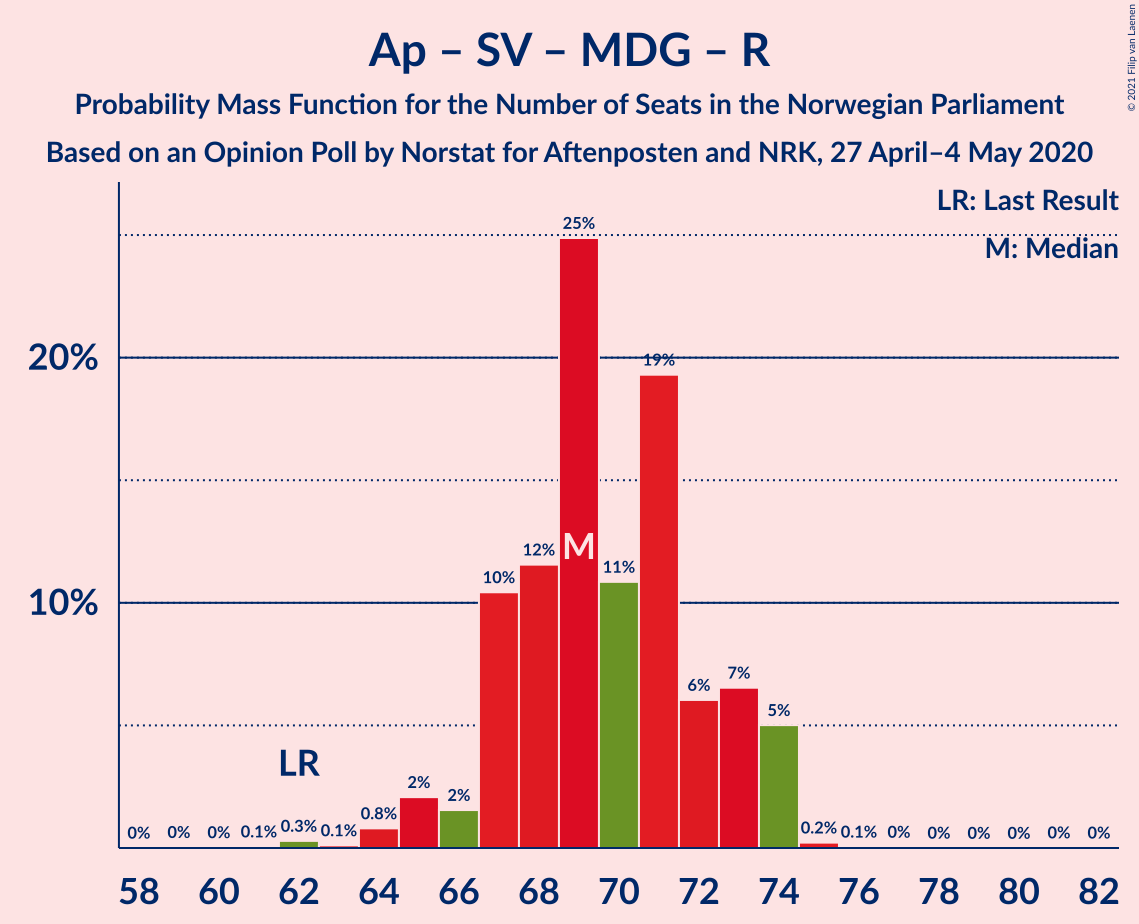 Ap – SV – MDG – R
Probability Mass Function for the Number of Seats in the Norwegian Parliament
Based on an Opinion Poll by Norstat for Aftenposten and NRK, 27 April–4 May 2020
© 2021 Filip van Laenen
LR: Last Result
M: Median
25%
20%
19%
M
12%
11%
10%
10%
7%
6%
5%
LR
2%
2%
0.8%
0% 0% 0% 0.1% 0.3% 0.1% 0.2% 0.1% 0% 0% 0% 0% 0% 0%
58 60 62 64 66 68 70 72 74 76 78 80 82